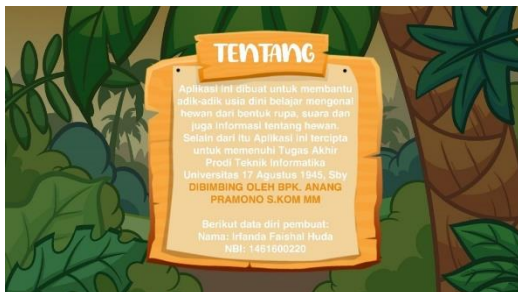 TENTANG
Aplikasi ini dibuat untuk membantu
adik-adik usia dini belajar mengenal
hewan dari bentuk rupa, suara dan
juga informasi tentang hewan.
Selain dari itu Aplikasi ini tercipta
untuk memenuhi Tugas Akhir
Prodi Teknik Informatika
Universitas 17 Agustus 1945, Sby
DIBIMBING OLEH BPK. ANANG
PRAMONO S.KOM MM
Berikut data diri pembuat:
Nama: Irfanda Faishal Huda
NBI: 1461600220